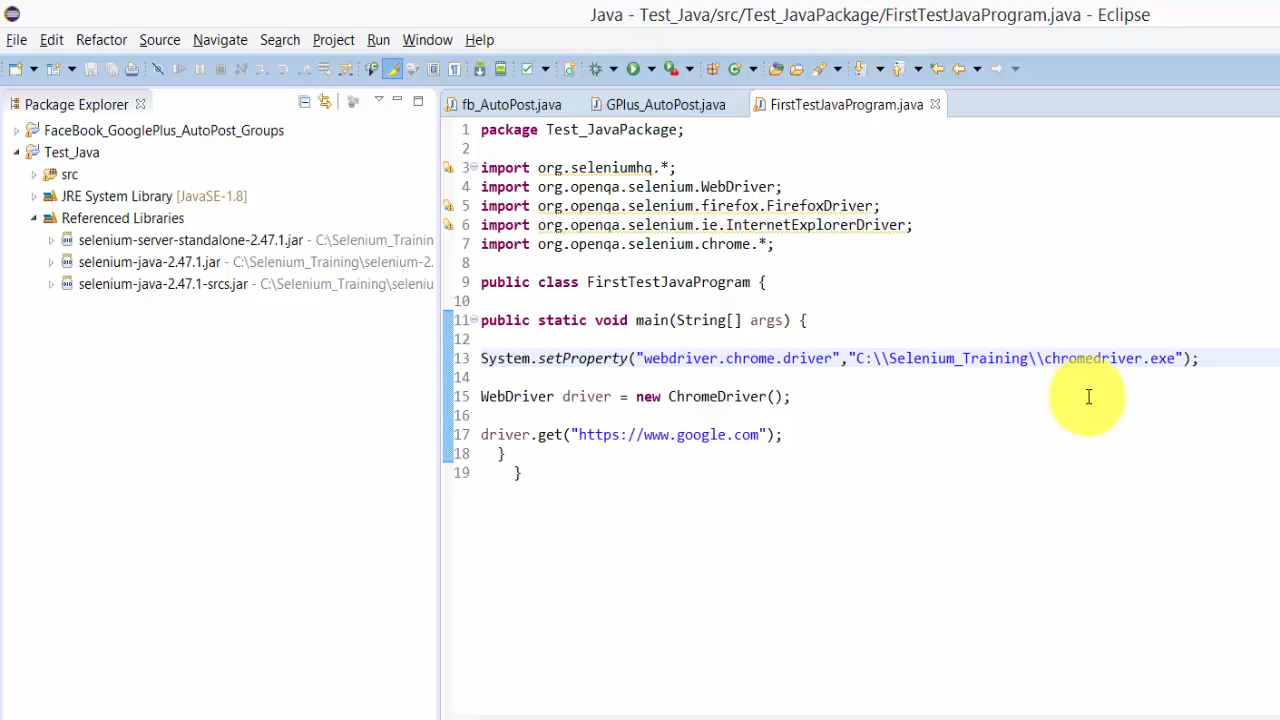 Java - Test_Java/src/Test_JavaPackage/FirstTestJavaProgram.java - Eclipse
File Edit Refactor Source Navigate Search Project Run Window Help
Package Explorer
FaceBook_GooglePlus_AutoPost_Groups
Test_Java
src
JRE System Library [JavaSE-1.8]
Referenced Libraries
selenium-server-standalone-2.47.1.jar - C:\Selenium_Trainin
selenium-java-2.47.1.jar - C:\Selenium_Training\selenium-2.
selenium-java-2.47.1-srcs.jar - C:\Selenium_Training\seleniu
fb_AutoPost.java GPlus_AutoPost.java FirstTestJavaProgram.java
1 package Test_JavaPackage;
2
3 import org.seleniumhq.*;
4 import org.openqa.selenium.WebDriver;
5 import org.openqa.selenium.firefox.FirefoxDriver;
6 import org.openqa.selenium.ie.InternetExplorerDriver;
7 import org.openqa.selenium.chrome.*;
8
9 public class FirstTestJavaProgram {
10
11 public static void main(String[] args) {
12
13 System.setProperty("webdriver.chrome.driver","C:\\Selenium_Training\\chromedriver.exe");
14
15 WebDriver driver = new ChromeDriver();
16
17 driver.get("https://www.google.com");
18 }
19 }